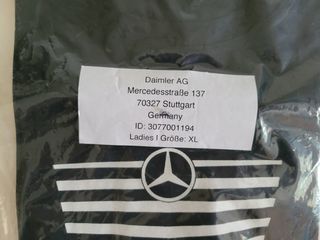 Daimler AG
Mercedesstraße 137
70327 Stuttgart
Germany
ID: 3077001194
Ladies I Größe: XL